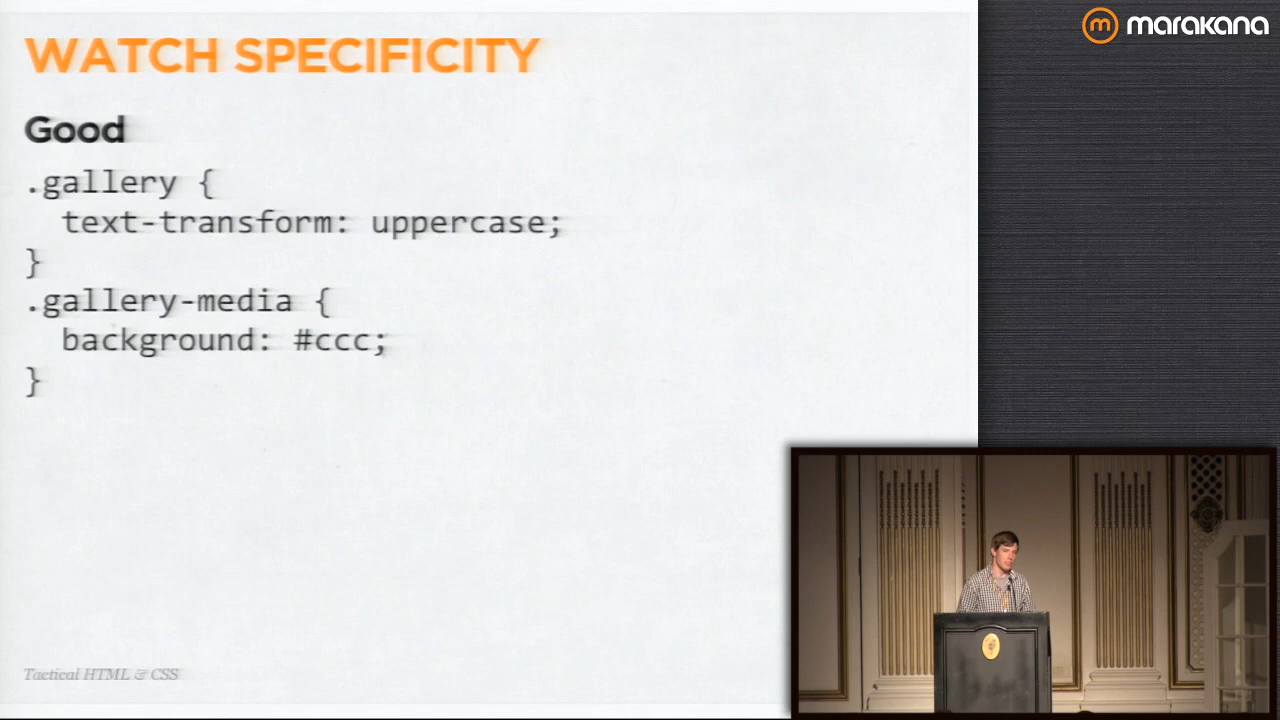 marakana
WATCH SPECIFICITY
Good
.gallery {
  text-transform: uppercase;
}
.gallery-media {
  background: #ccc;
}
Tactical HTML & CSS